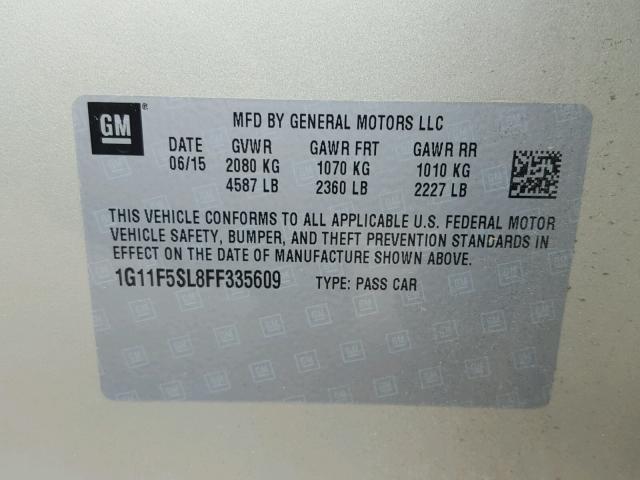 GM ®
MFD BY GENERAL MOTORS LLC
DATE GVWR GAWR FRT GAWR RR
06/15 2080 KG 1070 KG 1010 KG
4587 LB 2360 LB 2227 LB
THIS VEHICLE CONFORMS TO ALL APPLICABLE U.S. FEDERAL MOTOR
VEHICLE SAFETY, BUMPER, AND THEFT PREVENTION STANDARDS IN
EFFECT ON THE DATE OF MANUFACTURE SHOWN ABOVE.
1G11F5SL8FF335609 TYPE: PASS CAR